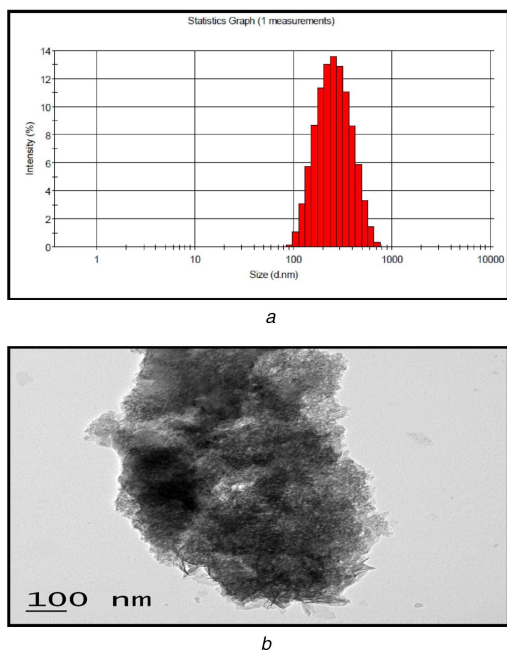 Statistics Graph (1 measurements)
14
12
10
8
6
4
2
0
Intensity (%)
1 10 100 1000 10000
Size (d.nm)
a
100 nm
b